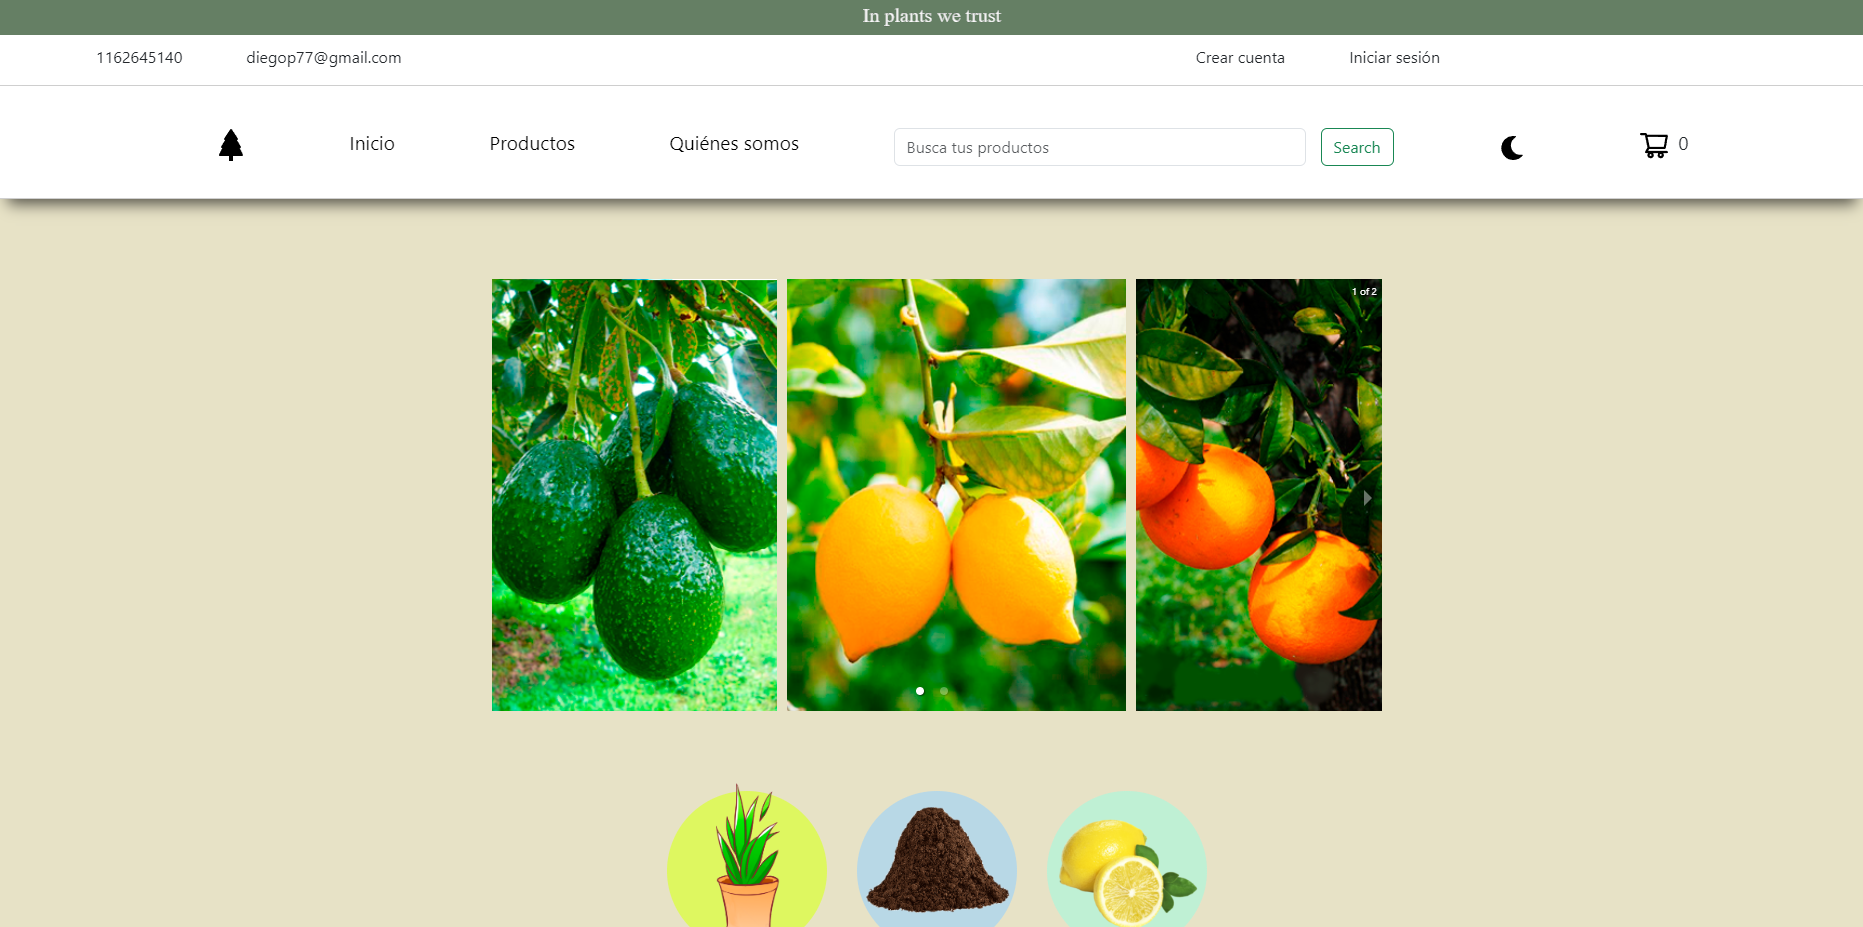 In plants we trust
1162645140 diegop77@gmail.com Crear cuenta Iniciar sesión
Inicio Productos Quiénes somos Busca tus productos Search 0
1 of 2